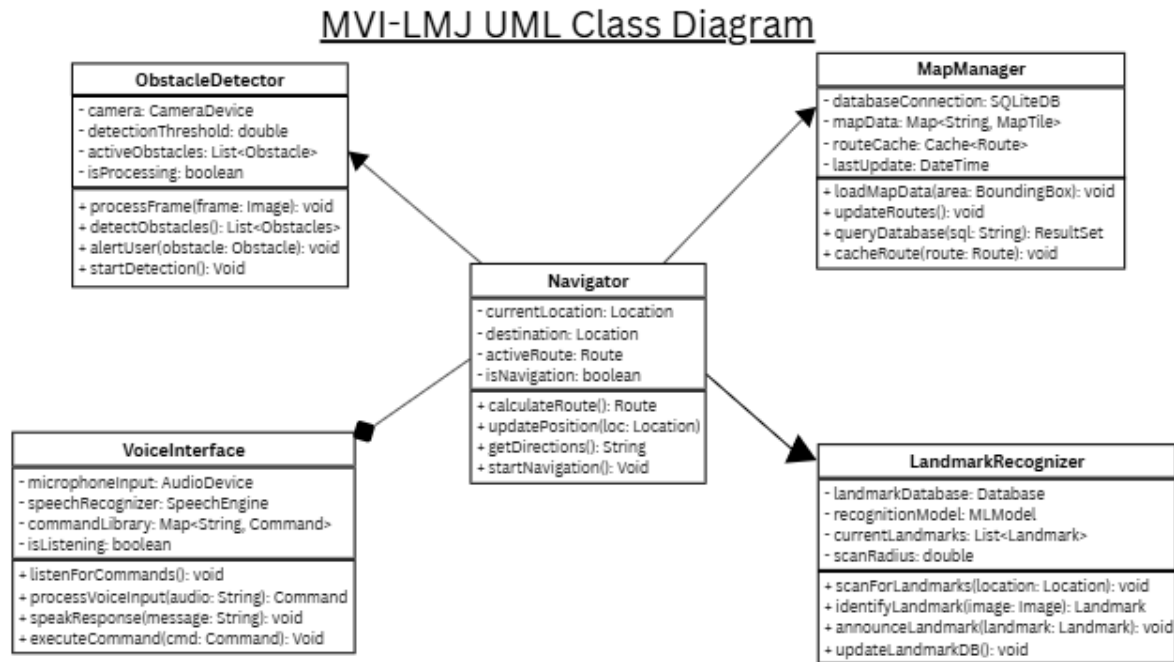 MVI-LMJ UML Class Diagram
ObstacleDetector
- camera: CameraDevice
- detectionThreshold: double
- activeObstacles: List<Obstacle>
- isProcessing: boolean
+ processFrame(frame: Image): void
+ detectObstacles(): List<Obstacles>
+ alertUser(obstacle: Obstacle): void
+ startDetection(): Void
MapManager
- databaseConnection: SQLiteDB
- mapData: Map<String, MapTile>
- routeCache: Cache<Route>
- lastUpdate: DateTime
+ loadMapData(area: BoundingBox): void
+ updateRoutes(): void
+ queryDatabase(sql: String): ResultSet
+ cacheRoute(route: Route): void
Navigator
- currentLocation: Location
- destination: Location
- activeRoute: Route
- isNavigation: boolean
+ calculateRoute(): Route
+ updatePosition(loc: Location)
+ getDirections(): String
+ startNavigation(): Void
VoiceInterface
- microphoneInput: AudioDevice
- speechRecognizer: SpeechEngine
- commandLibrary: Map<String, Command>
- isListening: boolean
+ listenForCommands(): void
+ processVoiceInput(audio: String): Command
+ speakResponse(message: String): void
+ executeCommand(cmd: Command): Void
LandmarkRecognizer
- landmarkDatabase: Database
- recognitionModel: MLModel
- currentLandmarks: List<Landmark>
- scanRadius: double
+ scanForLandmarks(location: Location): void
+ identifyLandmark(image: Image): Landmark
+ announceLandmark(landmark: Landmark): void
+ updateLandmarkDB(): void